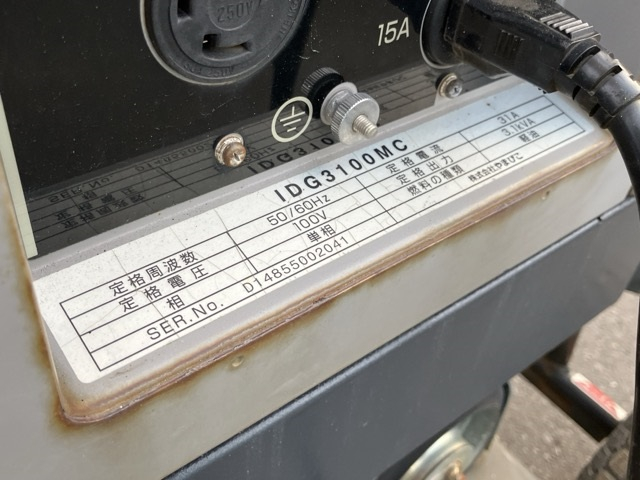 250V
15A
IDG3100MC
定格周波数 50/60Hz 定格電流 31A
定格電圧 100V 定格出力 3.1kVA
相 単相 燃料の種類 軽油
SER.No. D14855002041 株式会社やまびこ